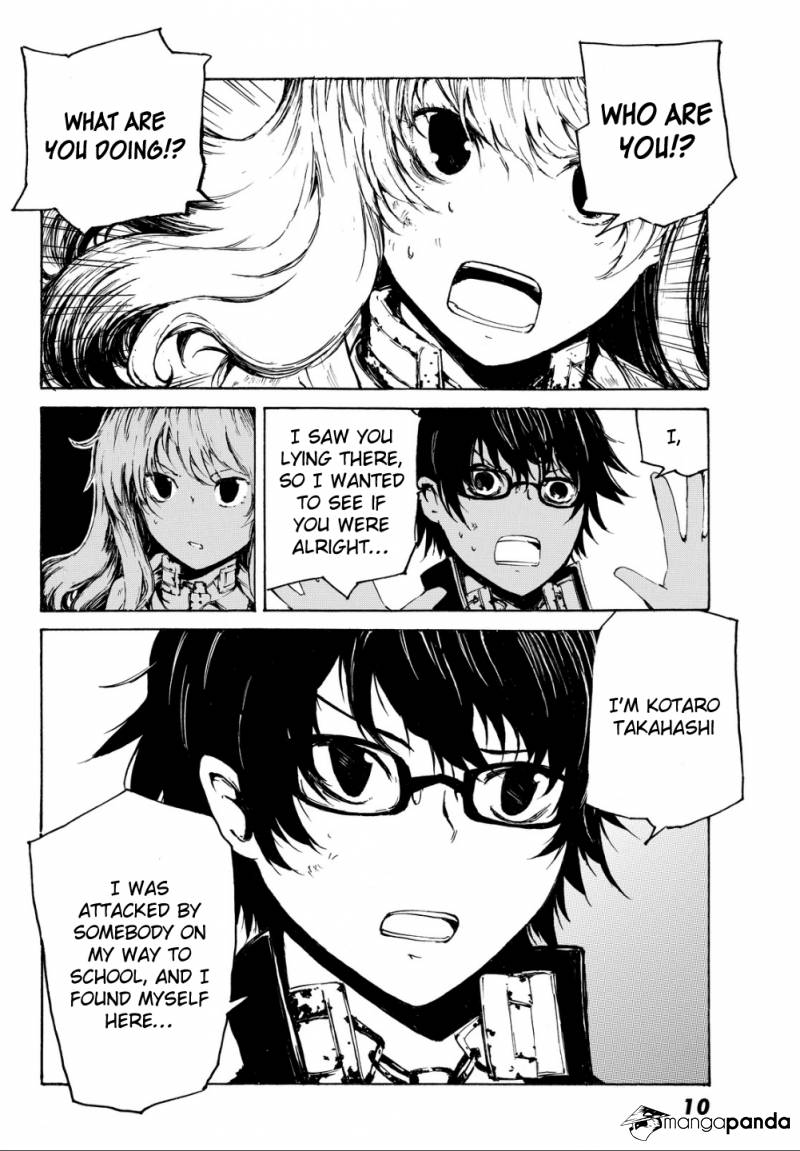 WHO ARE
YOU!?
WHAT ARE
YOU DOING!?
I,
I SAW YOU
LYING THERE,
SO I WANTED
TO SEE IF
YOU WERE
ALRIGHT...
I'M KOTARO
TAKAHASHI
I WAS
ATTACKED BY
SOMEBODY ON
MY WAY TO
SCHOOL, AND I
FOUND MYSELF
HERE...
10
mangapanda